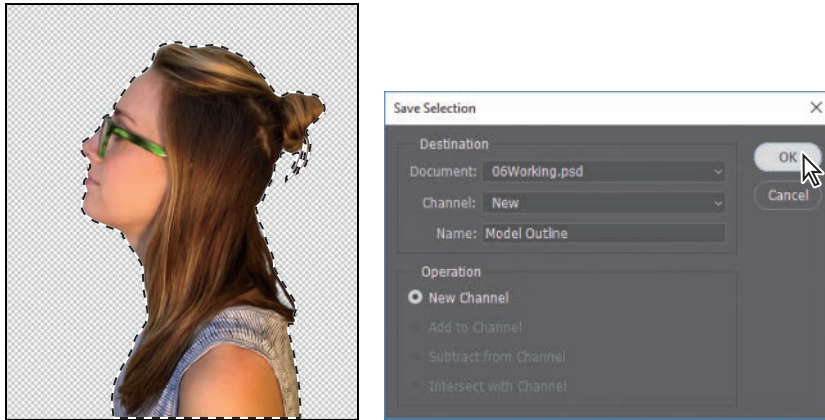 Save Selection
Destination
Document: 06Working.psd
Channel: New
Name: Model Outline
OK
Cancel
Operation
New Channel
Add to Channel
Subtract from Channel
Intersect with Channel